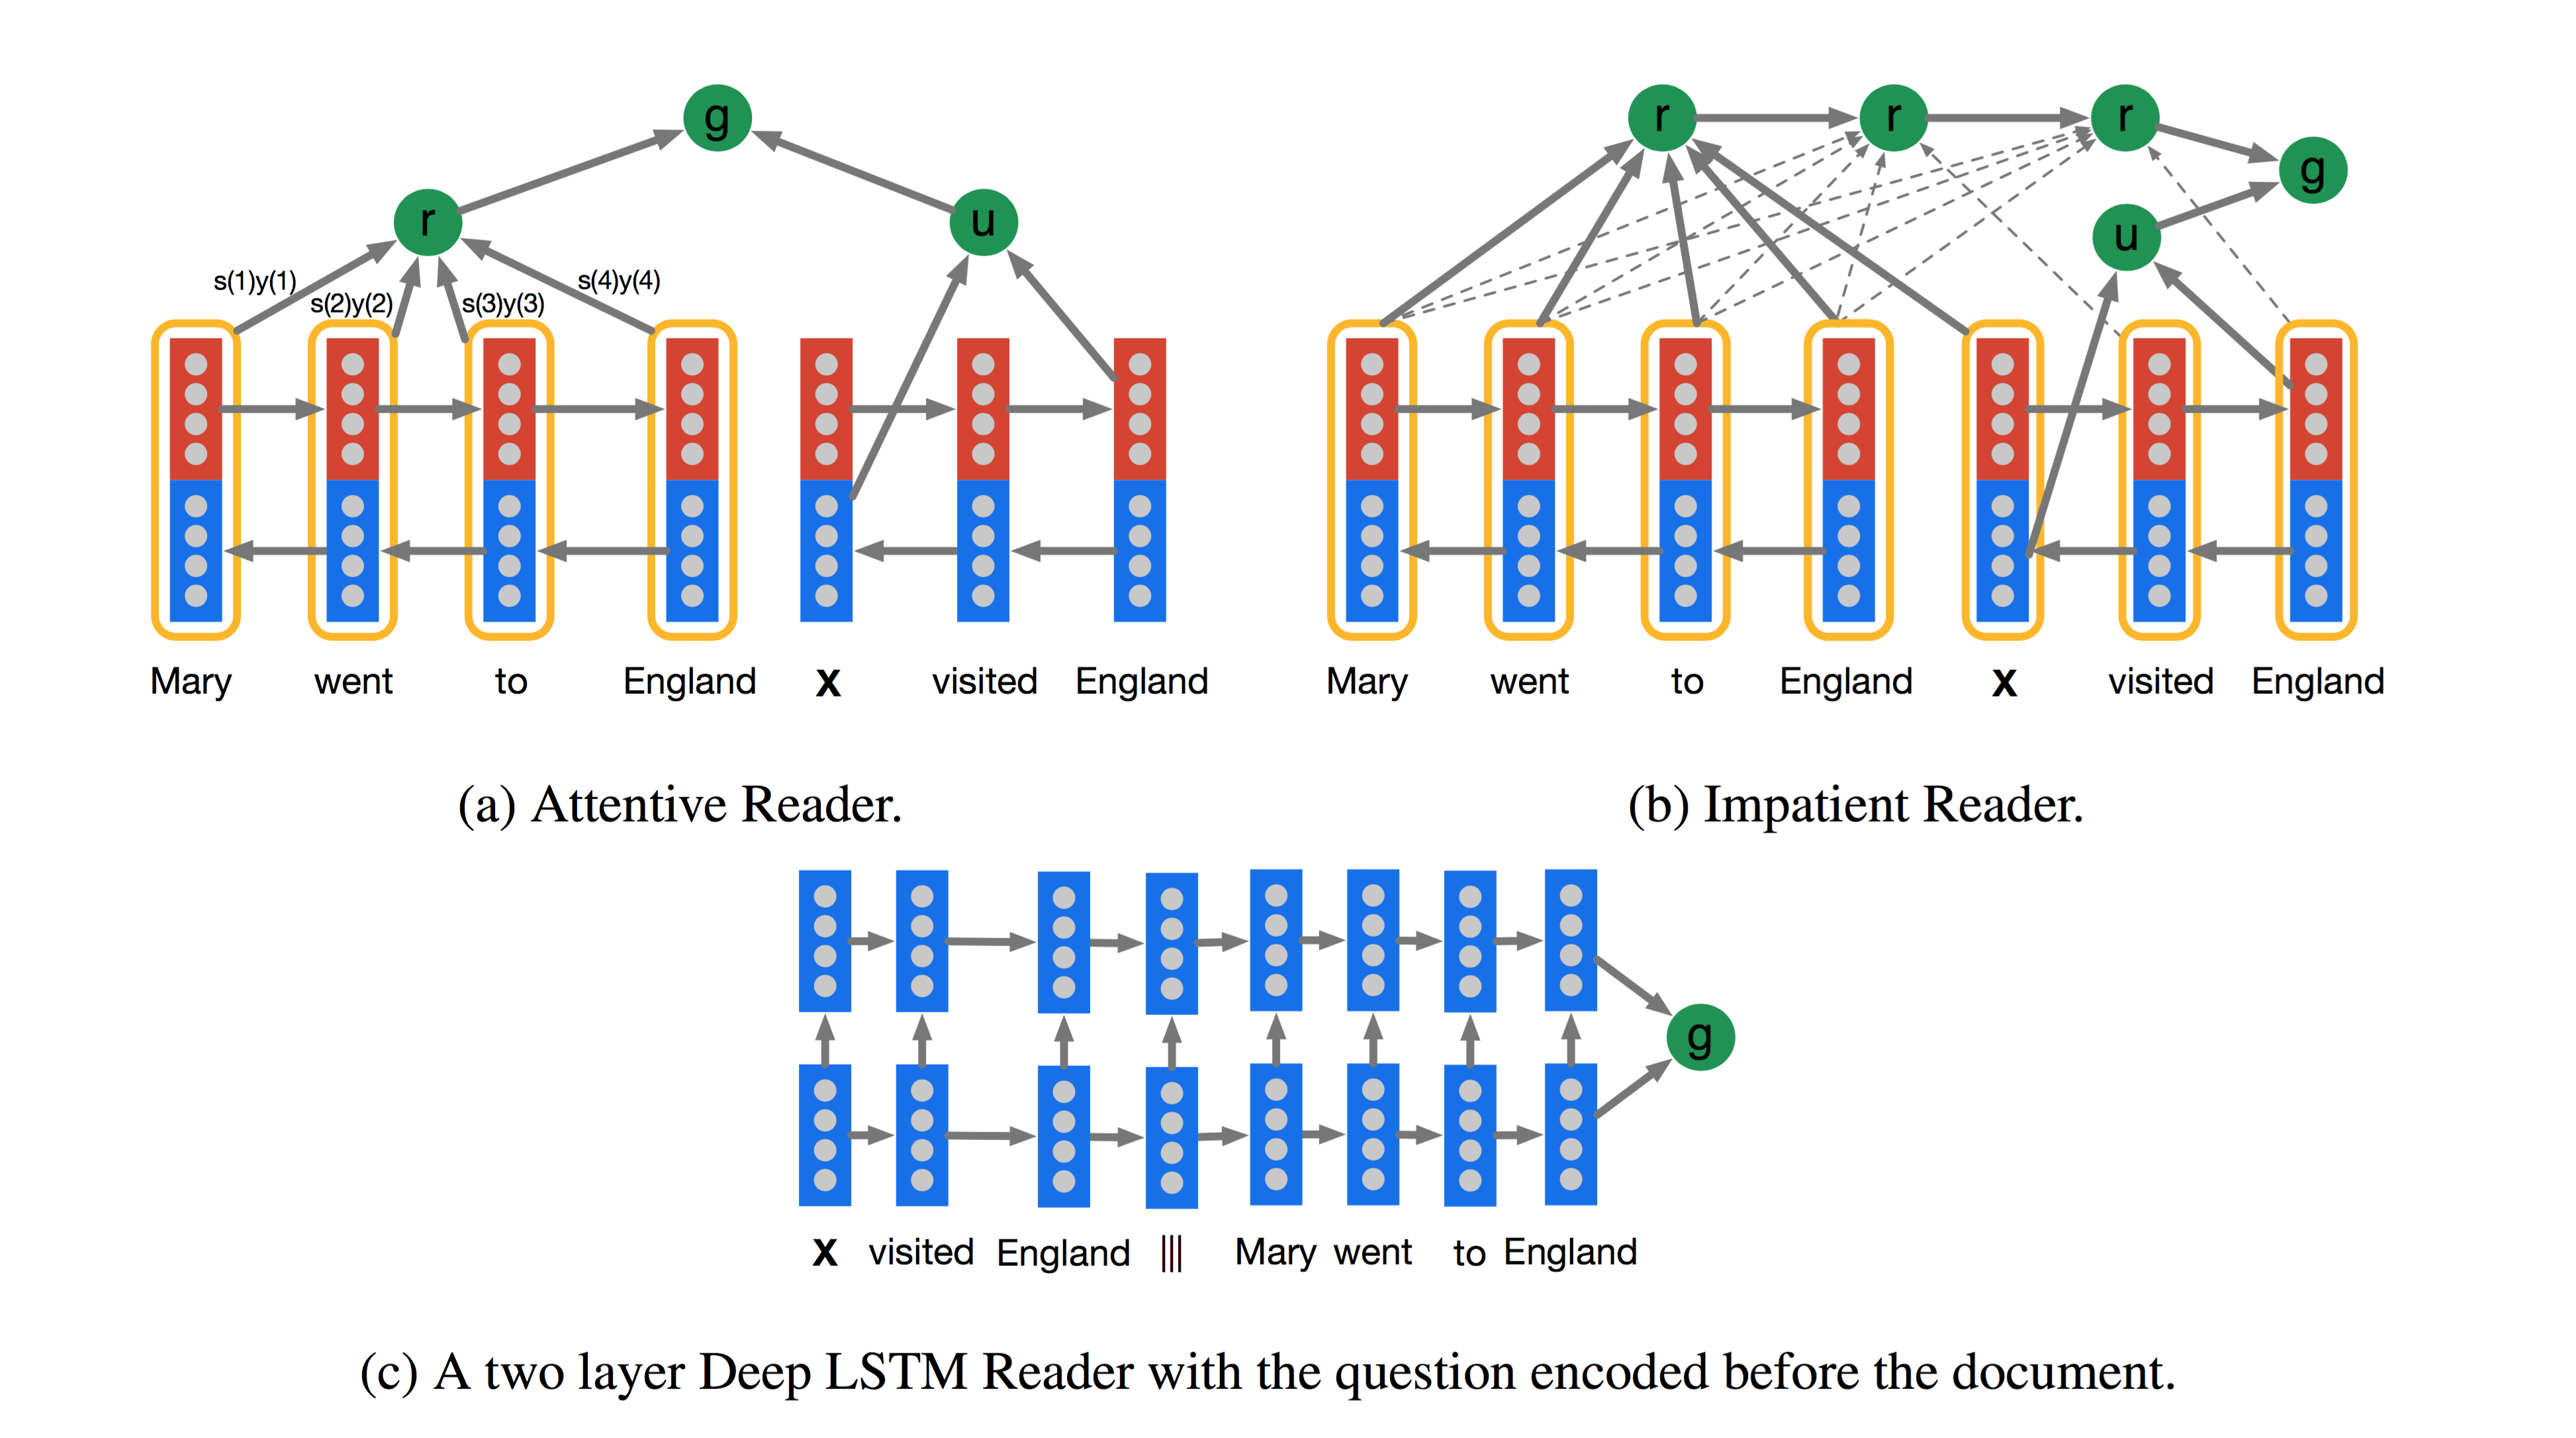 g
r
u
s(1)y(1)
s(2)y(2)
s(3)y(3)
s(4)y(4)
Mary went to England X visited England
(a) Attentive Reader.
r r r
g
u
Mary went to England X visited England
(b) Impatient Reader.
g
X visited England ||| Mary went to England
(c) A two layer Deep LSTM Reader with the question encoded before the document.